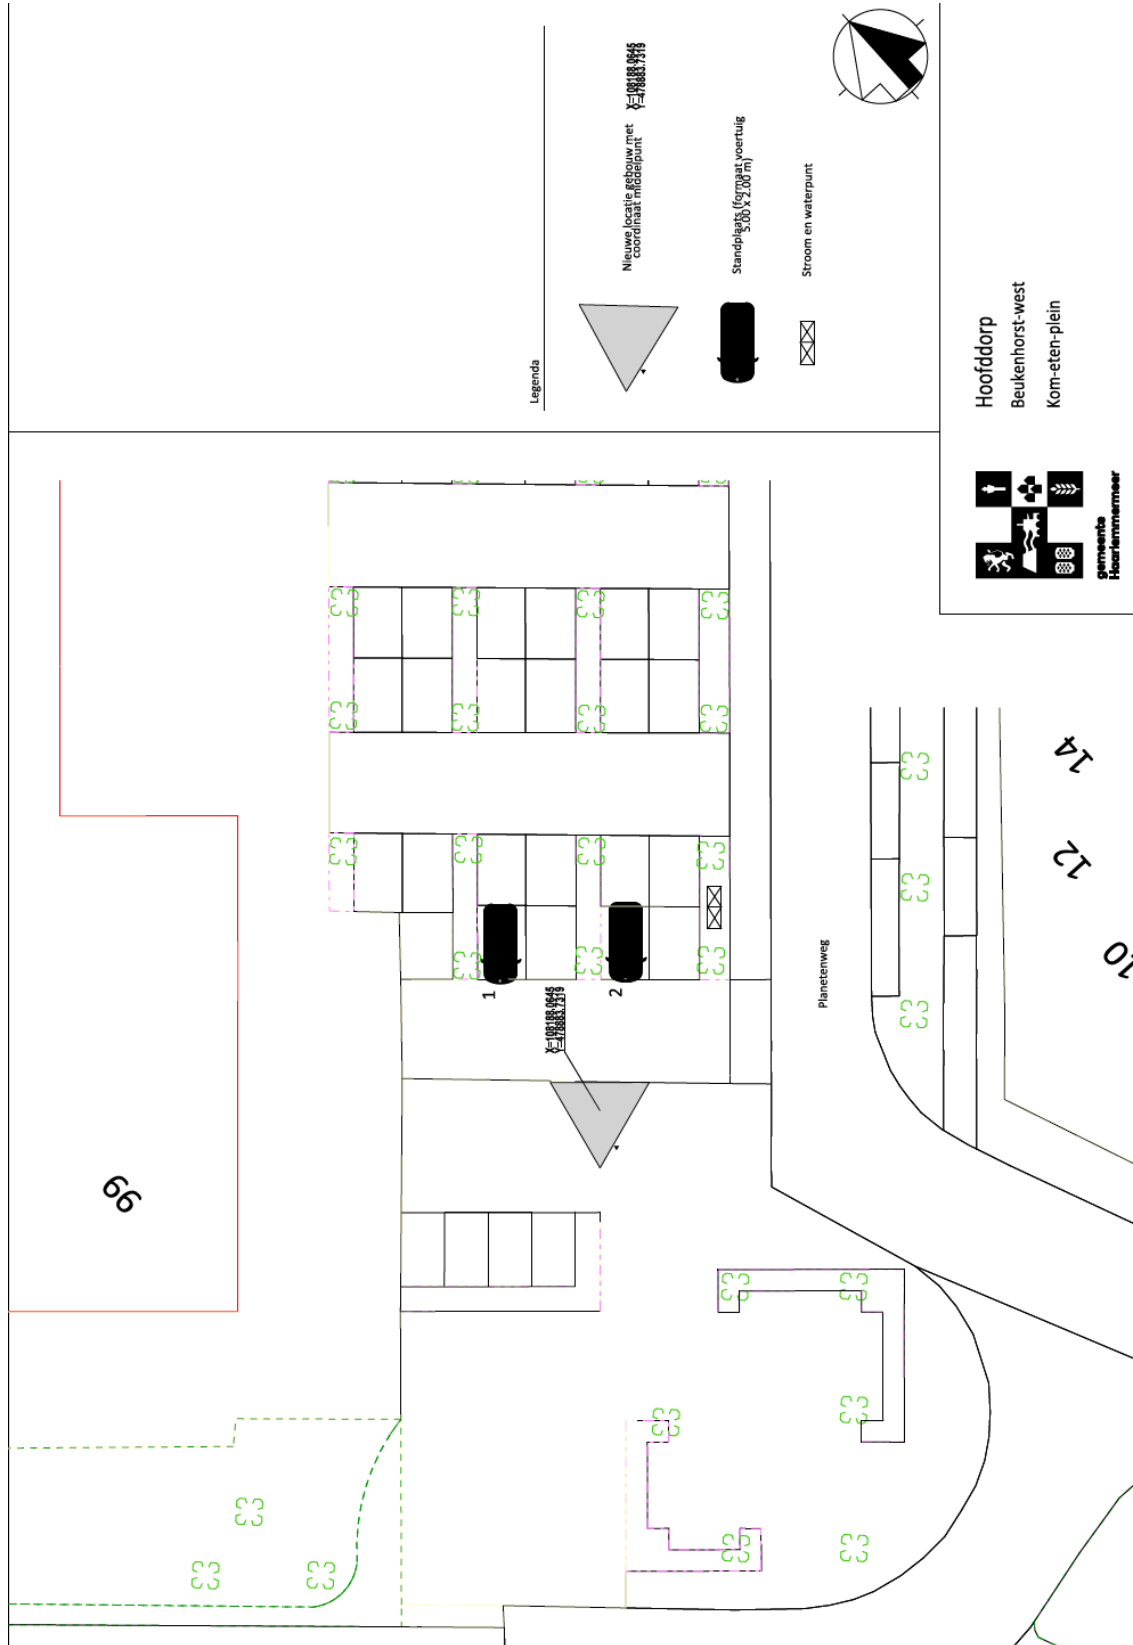 Legenda
Nieuwe locatie gebouw met
coordinaat middelpunt
X=108188.0645
Y=478883.7319
Standplaats (formaat voertuig
5.00 x 2.00 m)
Stroom en waterpunt
Hoofddorp
Beukenhorst-west
Kom-eten-plein
gemeente
Haarlemmermeer
99
1
2
X=108188.0645
Y=478883.7319
Planetenweg
14
12
10